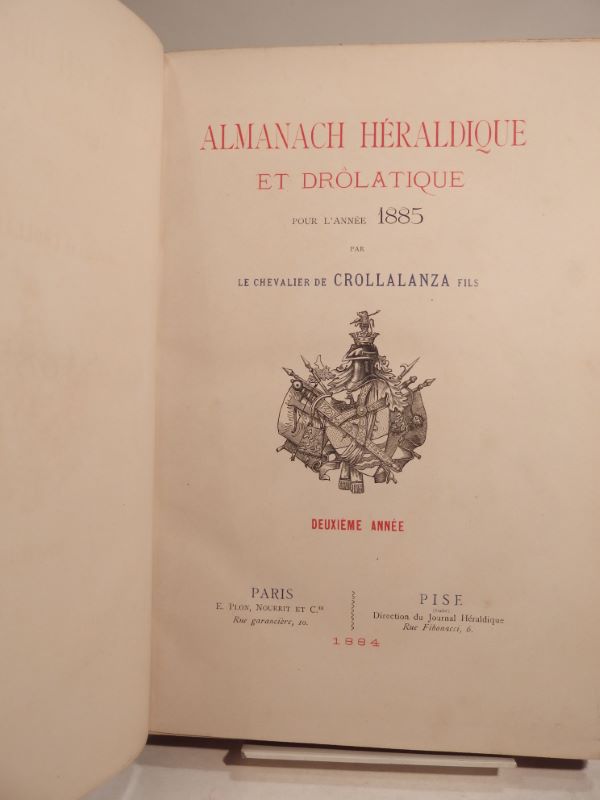 ALMANACH HÉRALDIQUE
ET DRÔLATIQUE
POUR L'ANNÉE 1885
PAR
LE CHEVALIER DE CROLLALANZA FILS
DEUXIÈME ANNÉE
PARIS
E. PLON, NOURRIT ET C.ie
Rue garancière, 10.
PISE
Direction du Journal Héraldique
Rue Fibonacci, 6.
1884